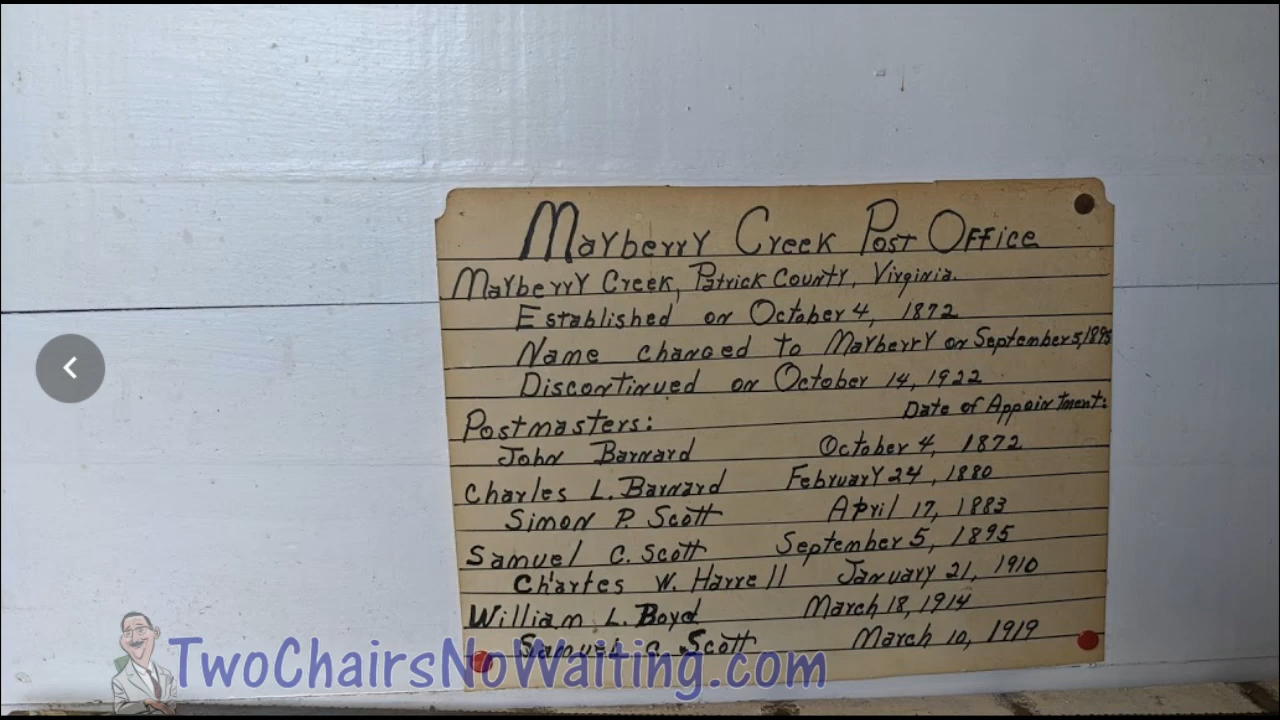 Mayberry Creek Post Office
Mayberry Creek, Patrick County, Virginia.
Established on October 4, 1872
Name changed to Mayberry on September 5, 1895
Discontinued on October 14, 1922
Date of Appointment:
Postmasters:
John Barnard October 4, 1872
Charles L. Barnard February 24, 1880
Simon P. Scott April 17, 1883
Samuel C. Scott September 5, 1895
Charles W. Harrell January 21, 1910
William L. Boyd March 18, 1914
Samuel C. Scott March 10, 1919
TwoChairsNoWaiting.com